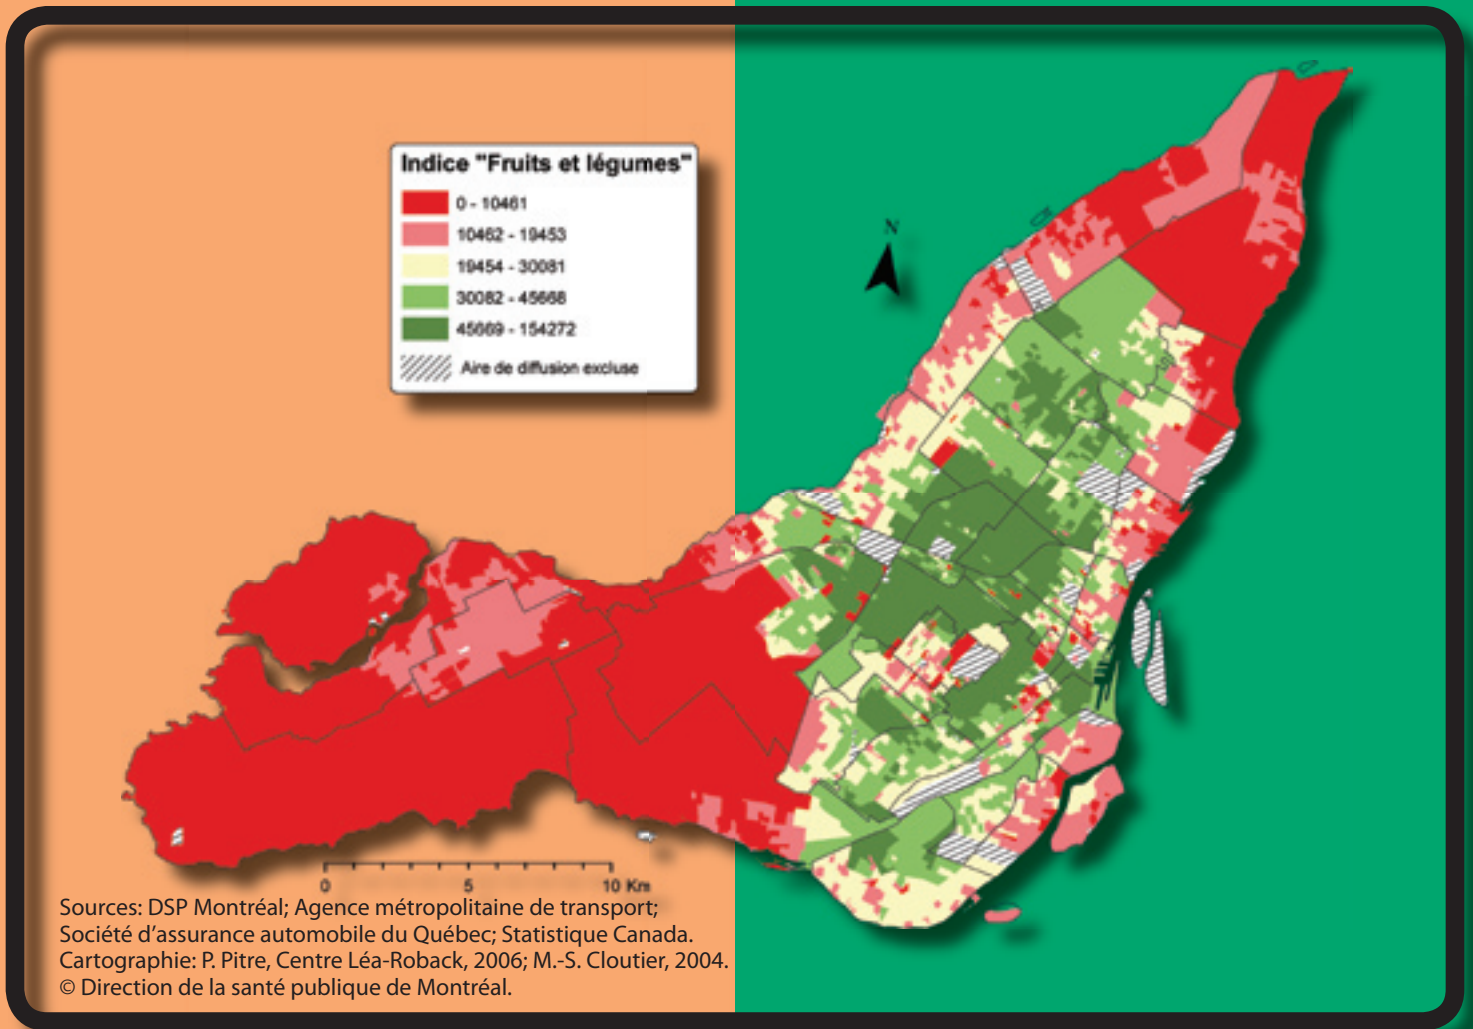 Indice "Fruits et légumes"
0 - 10461
10462 - 19453
19454 - 30081
30082 - 45668
45669 - 154272
Aire de diffusion excluse
N
0 5 10 Km
Sources: DSP Montréal; Agence métropolitaine de transport;
Société d'assurance automobile du Québec; Statistique Canada.
Cartographie: P. Pitre, Centre Léa-Roback, 2006; M.-S. Cloutier, 2004.
© Direction de la santé publique de Montréal.